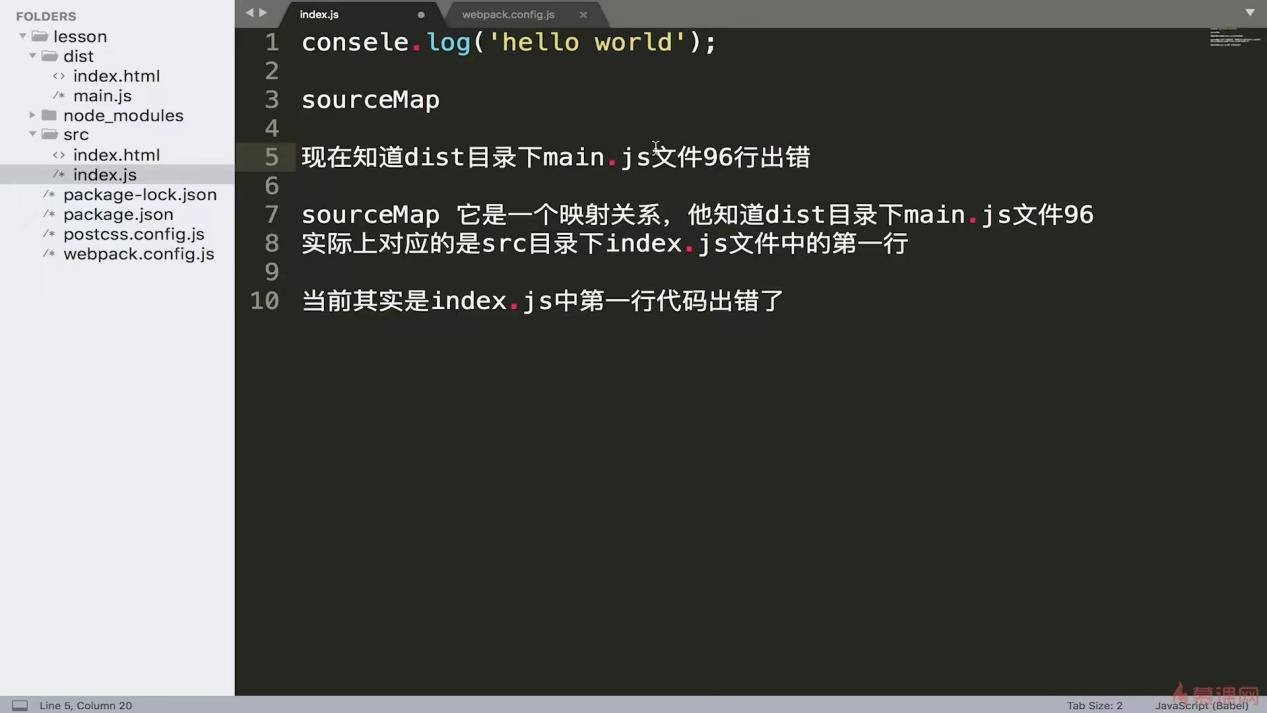 FOLDERS
lesson
dist
index.html
main.js
node_modules
src
index.html
index.js
package-lock.json
package.json
postcss.config.js
webpack.config.js
index.js
webpack.config.js
1 consele.log('hello world');
2
3 sourceMap
4
5 现在知道dist目录下main.js文件96行出错
6
7 sourceMap 它是一个映射关系，他知道dist目录下main.js文件96
8 实际上对应的是src目录下index.js文件中的第一行
9
10 当前其实是index.js中第一行代码出错了
Line 5, Column 20
Tab Size: 2
JavaScript (Babel)
慕课网